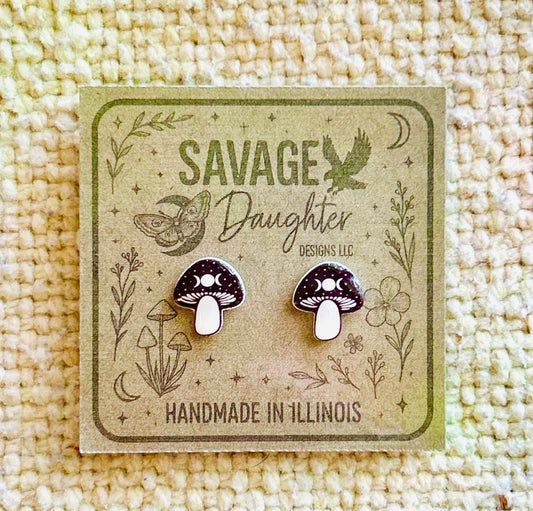 SAVAGE
Daughter
DESIGNS LLC
HANDMADE IN ILLINOIS